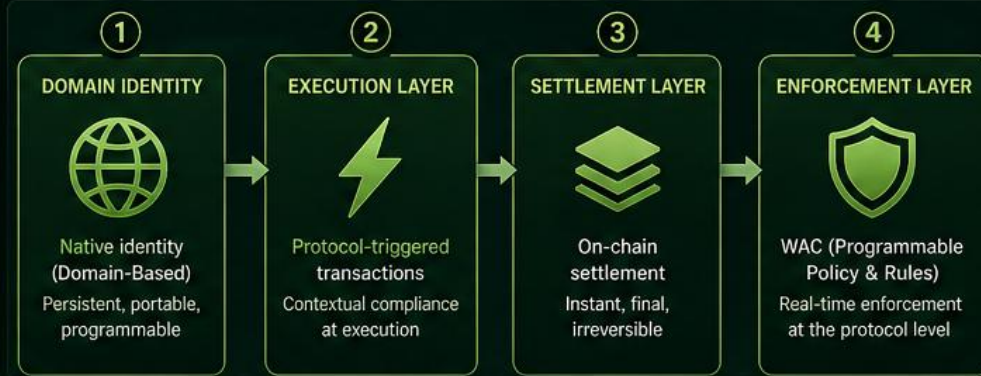 1
DOMAIN IDENTITY
Native identity
(Domain-Based)
Persistent, portable,
programmable
2
EXECUTION LAYER
Protocol-triggered
transactions
Contextual compliance
at execution
3
SETTLEMENT LAYER
On-chain
settlement
Instant, final,
irreversible
4
ENFORCEMENT LAYER
WAC (Programmable
Policy & Rules)
Real-time enforcement
at the protocol level